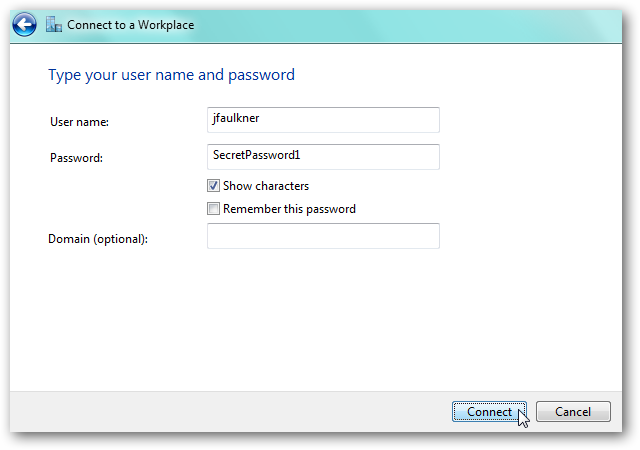 Connect to a Workplace
Type your user name and password
User name: jfaulkner
Password: SecretPassword1
Show characters
Remember this password
Domain (optional):
Connect Cancel